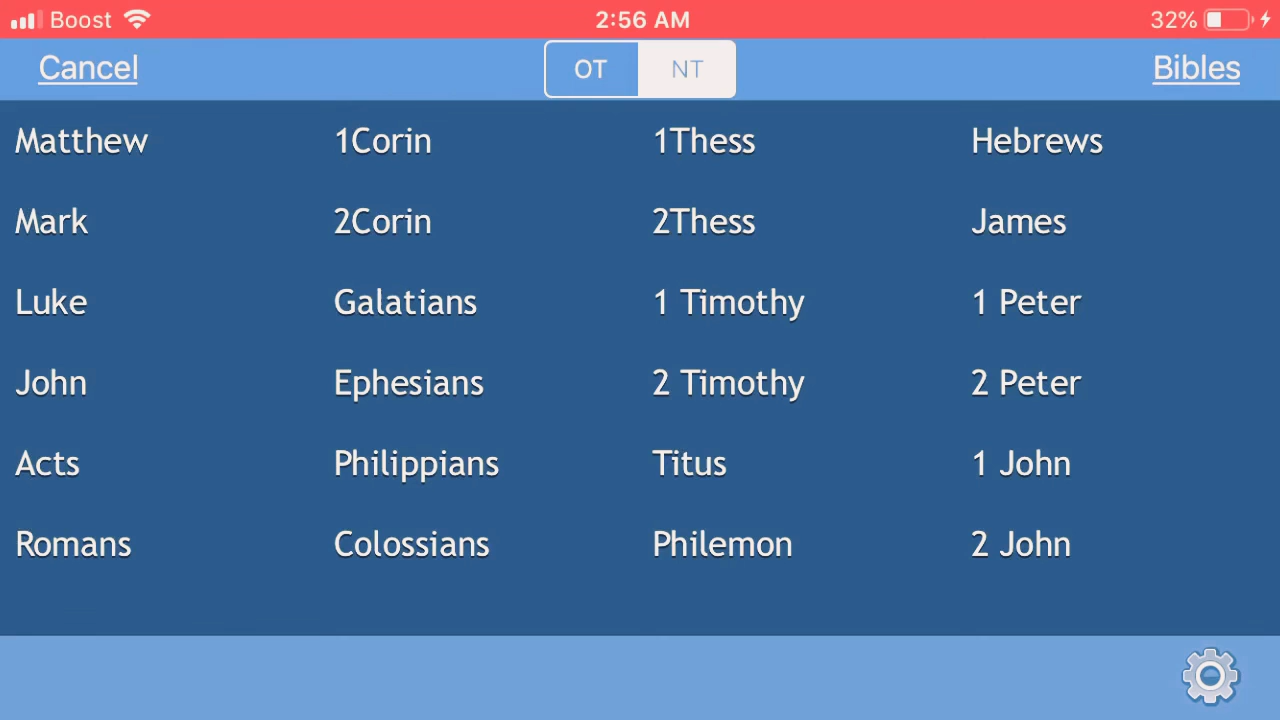 Boost 2:56 AM 32%
Cancel OT NT Bibles
Matthew 1Corin 1Thess Hebrews
Mark 2Corin 2Thess James
Luke Galatians 1 Timothy 1 Peter
John Ephesians 2 Timothy 2 Peter
Acts Philippians Titus 1 John
Romans Colossians Philemon 2 John